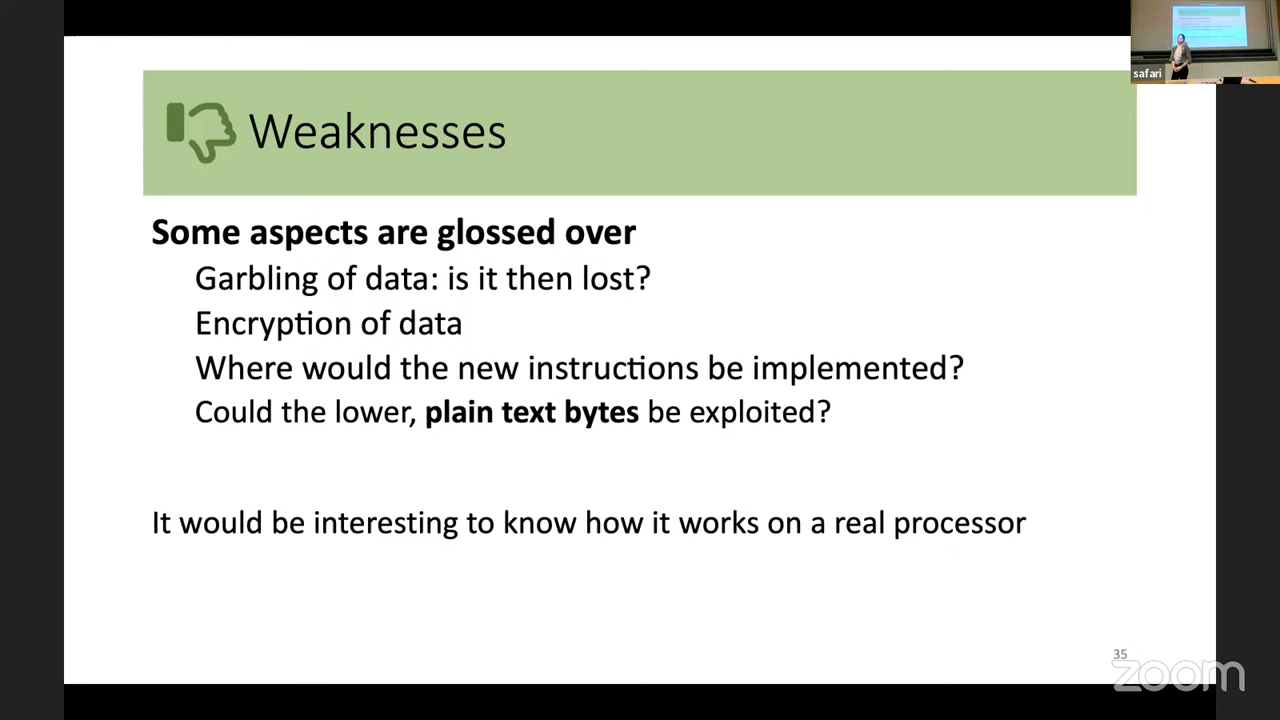 safari
Weaknesses
Some aspects are glossed over
Garbling of data: is it then lost?
Encryption of data
Where would the new instructions be implemented?
Could the lower, plain text bytes be exploited?
It would be interesting to know how it works on a real processor
35
zoom